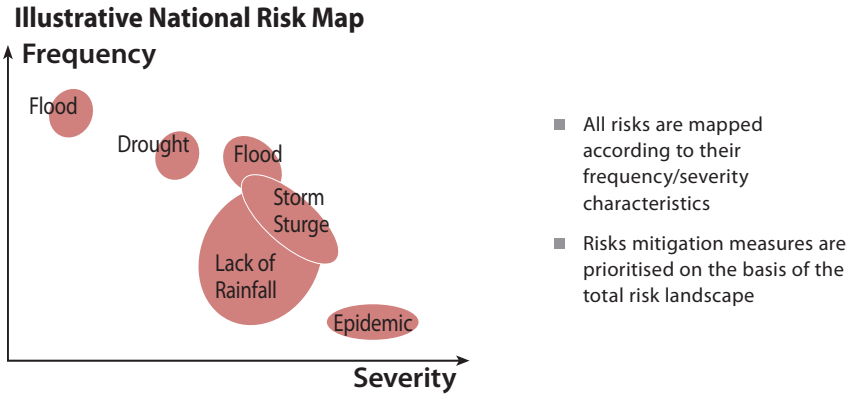 Illustrative National Risk Map
Frequency
Flood
Drought
Flood
Storm
Sturge
Lack of
Rainfall
Epidemic
Severity
All risks are mapped
according to their
frequency/severity
characteristics
Risks mitigation measures are
prioritised on the basis of the
total risk landscape